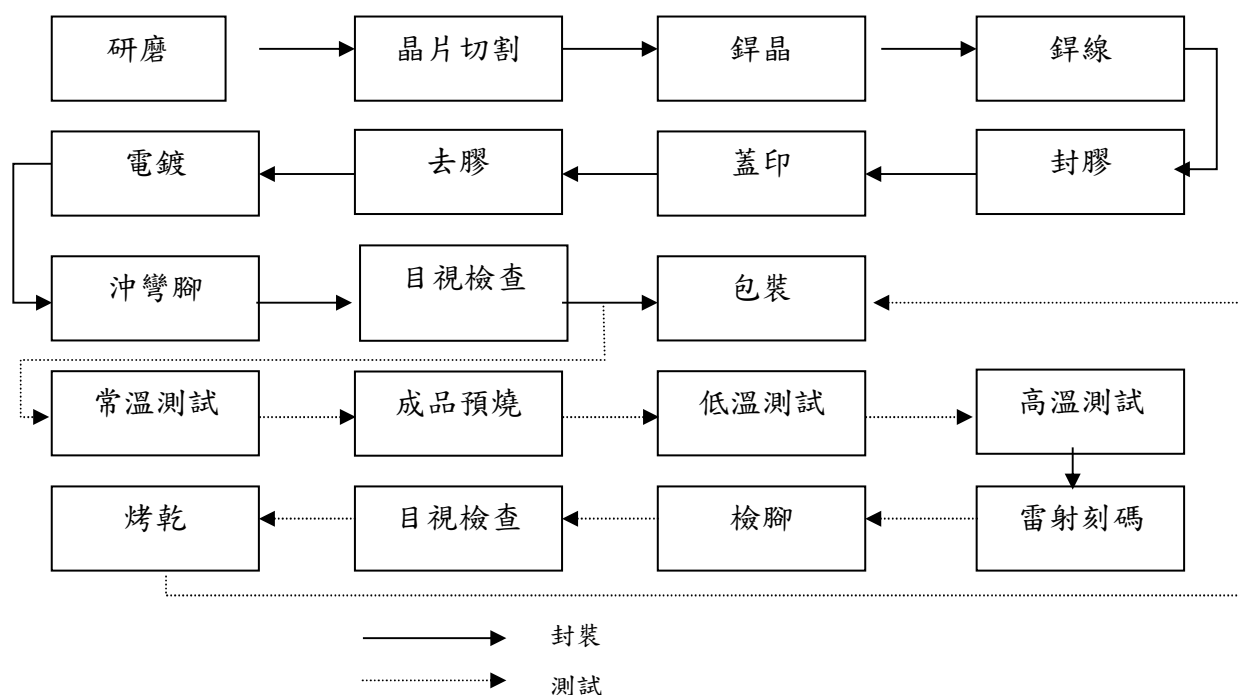 研磨
晶片切割
銲晶
銲線
電鍍
去膠
蓋印
封膠
沖彎腳
目視檢查
包裝
常溫測試
成品預燒
低溫測試
高溫測試
烤乾
目視檢查
檢腳
雷射刻碼
封裝
測試